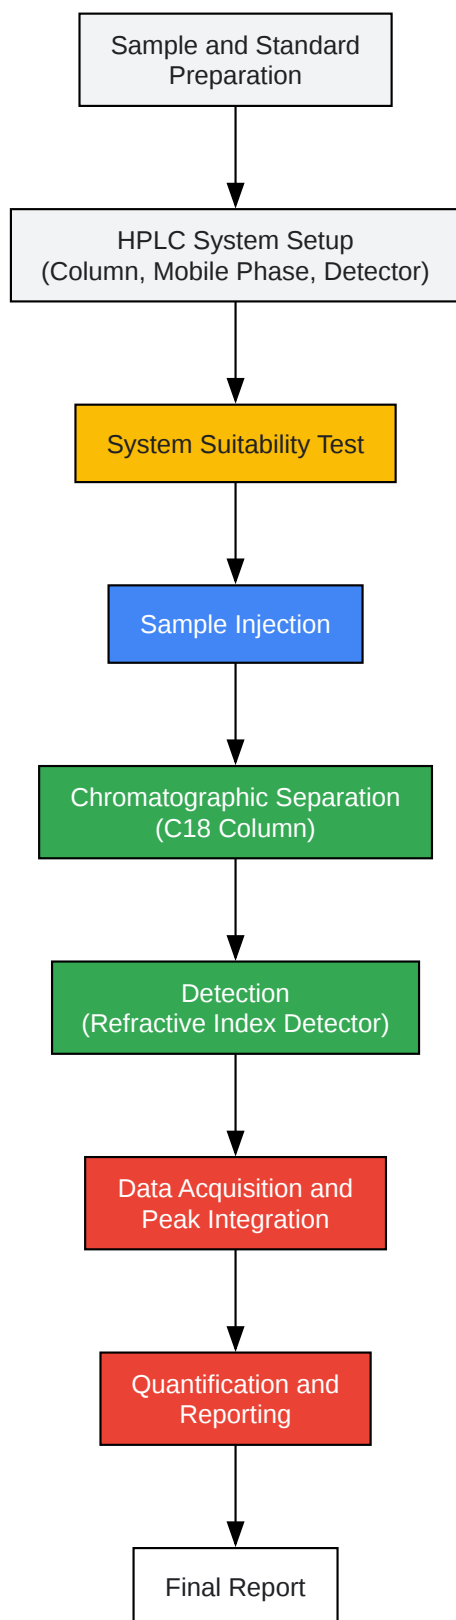 Sample and Standard
Preparation
HPLC System Setup
(Column, Mobile Phase, Detector)
System Suitability Test
Sample Injection
Chromatographic Separation
(C18 Column)
Detection
(Refractive Index Detector)
Data Acquisition and
Peak Integration
Quantification and
Reporting
Final Report